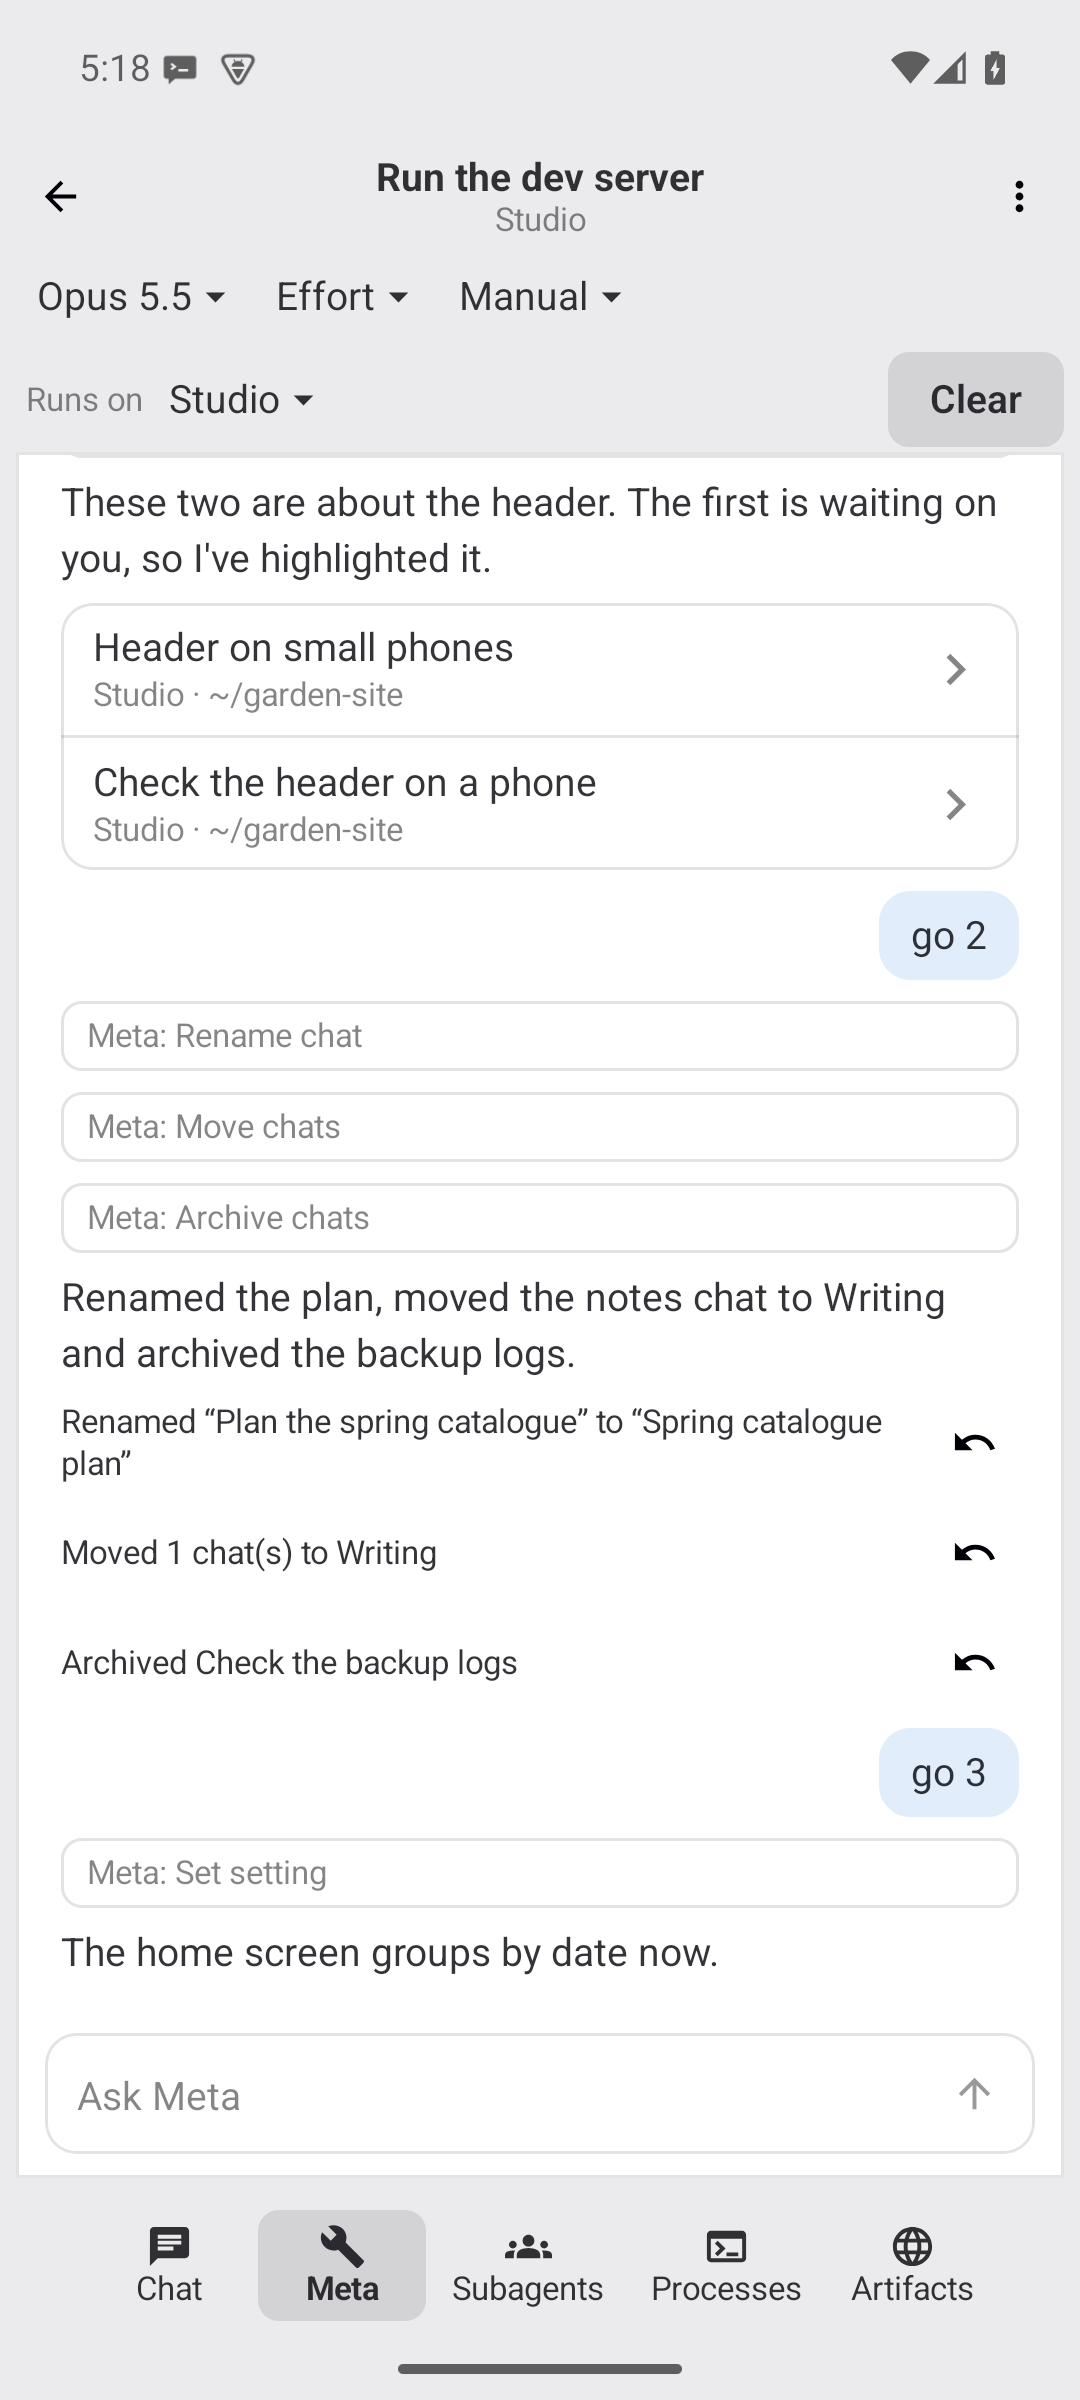 5:18
Run the dev server
Studio
Opus 5.5 Effort Manual
Runs on Studio Clear
These two are about the header. The first is waiting on
you, so I've highlighted it.
Header on small phones
Studio · ~/garden-site
Check the header on a phone
Studio · ~/garden-site
go 2
Meta: Rename chat
Meta: Move chats
Meta: Archive chats
Renamed the plan, moved the notes chat to Writing
and archived the backup logs.
Renamed “Plan the spring catalogue” to “Spring catalogue
plan”
Moved 1 chat(s) to Writing
Archived Check the backup logs
go 3
Meta: Set setting
The home screen groups by date now.
Ask Meta
Chat Meta Subagents Processes Artifacts